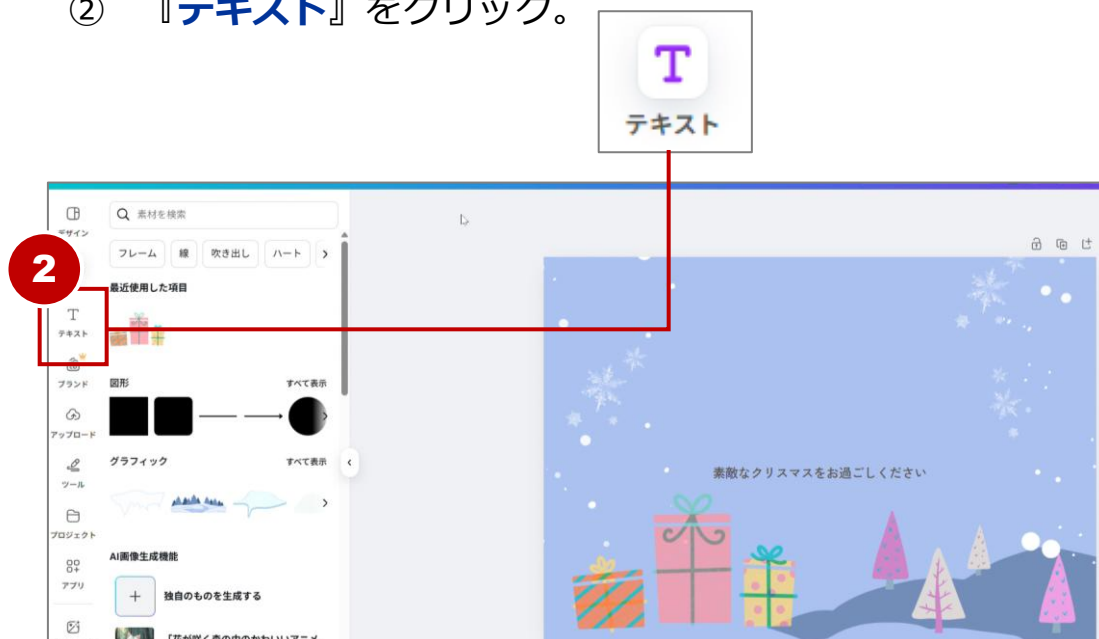 ② 『テキスト』をクリック。
T
テキスト
デザイン
素材を検索
2
フレーム
線
吹き出し
ハート
最近使用した項目
T
テキスト
ブランド
図形
すべて表示
アップロード
グラフィック
すべて表示
ツール
素敵なクリスマスをお過ごしください
プロジェクト
AI画像生成機能
アプリ
独自のものを生成する